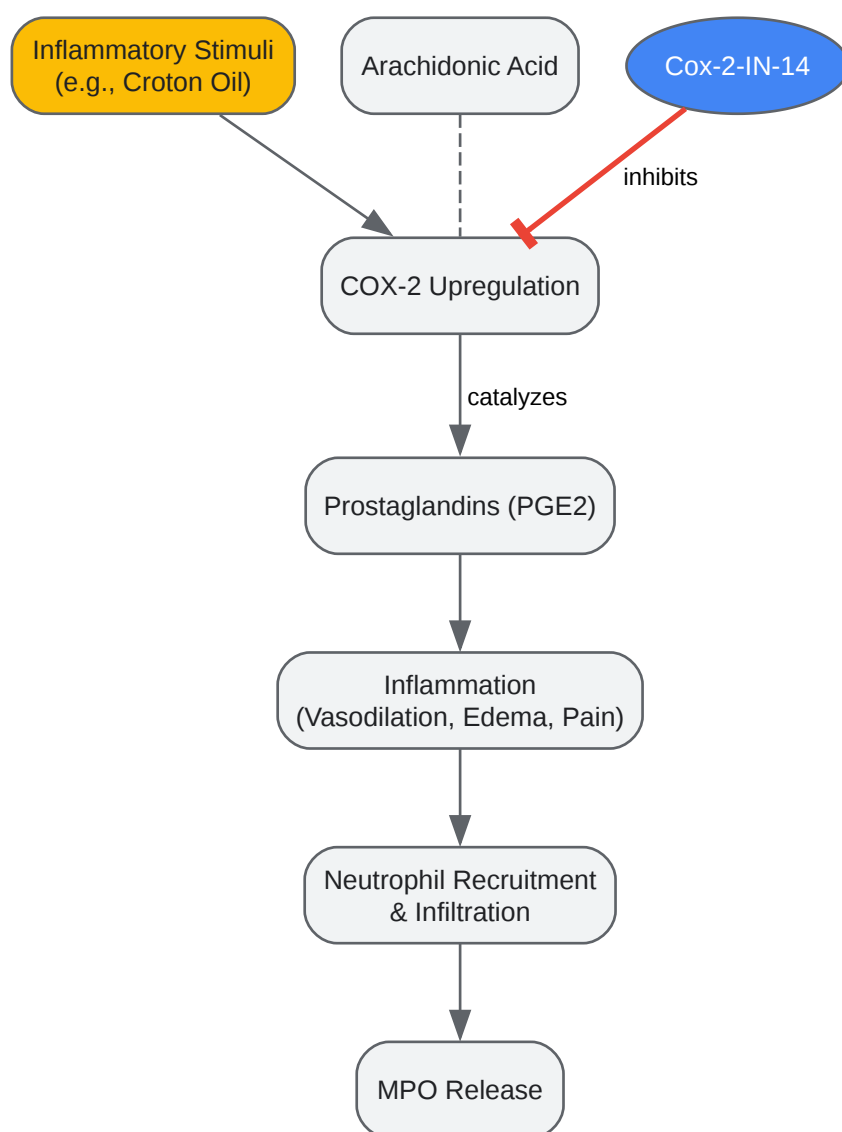 Inflammatory Stimuli
(e.g., Croton Oil)
Arachidonic Acid
Cox-2-IN-14
inhibits
COX-2 Upregulation
catalyzes
Prostaglandins (PGE2)
Inflammation
(Vasodilation, Edema, Pain)
Neutrophil Recruitment
& Infiltration
MPO Release